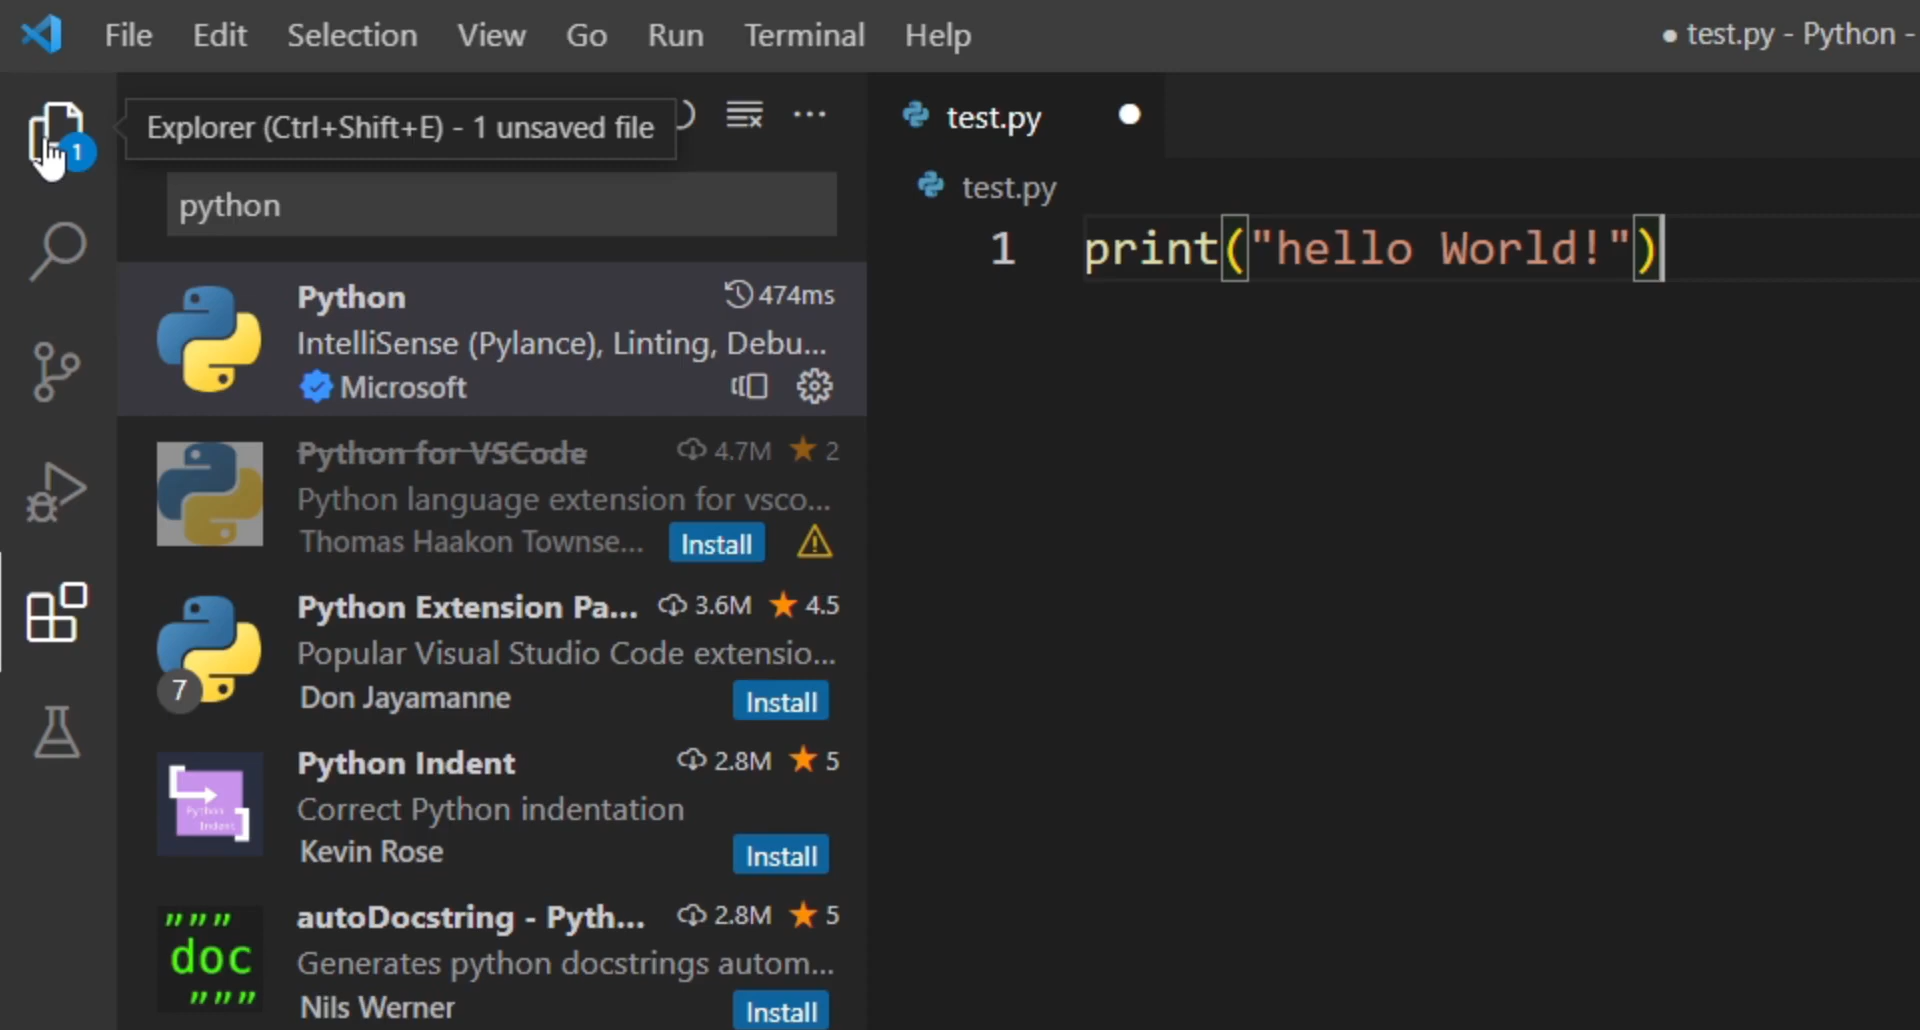 File Edit Selection View Go Run Terminal Help
● test.py - Python -
Explorer (Ctrl+Shift+E) - 1 unsaved file
1
python
Python 474ms
IntelliSense (Pylance), Linting, Debu...
Microsoft
Python for VSCode 4.7M ★ 2
Python language extension for vsco...
Thomas Haakon Townse... Install
Python Extension Pa... 3.6M ★ 4.5
Popular Visual Studio Code extensio...
7
Don Jayamanne Install
Python Indent 2.8M ★ 5
Correct Python indentation
Python
Indent
Kevin Rose Install
autoDocstring - Pyth... 2.8M ★ 5
"""
doc
"""
Generates python docstrings autom...
Nils Werner Install
test.py ●
test.py
1 print("hello World!")